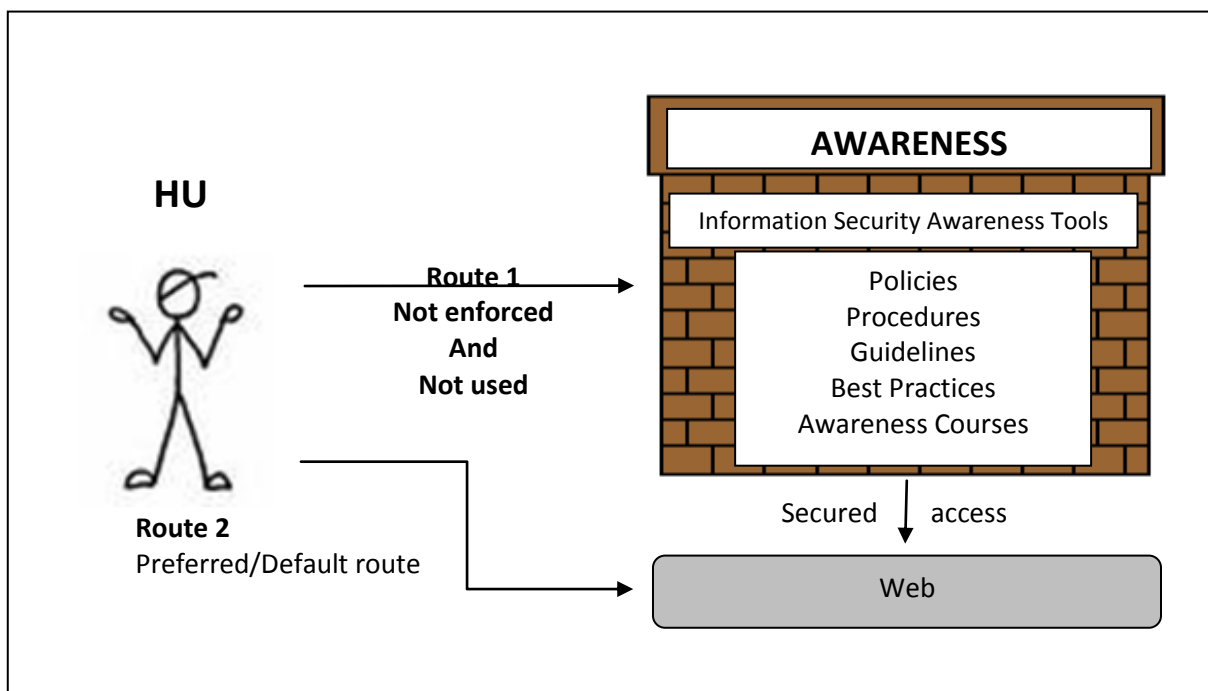 AWARENESS
HU
Information Security Awareness Tools
Route 1
Not enforced
And
Not used
Policies
Procedures
Guidelines
Best Practices
Awareness Courses
Secured access
Route 2
Preferred/Default route
Web